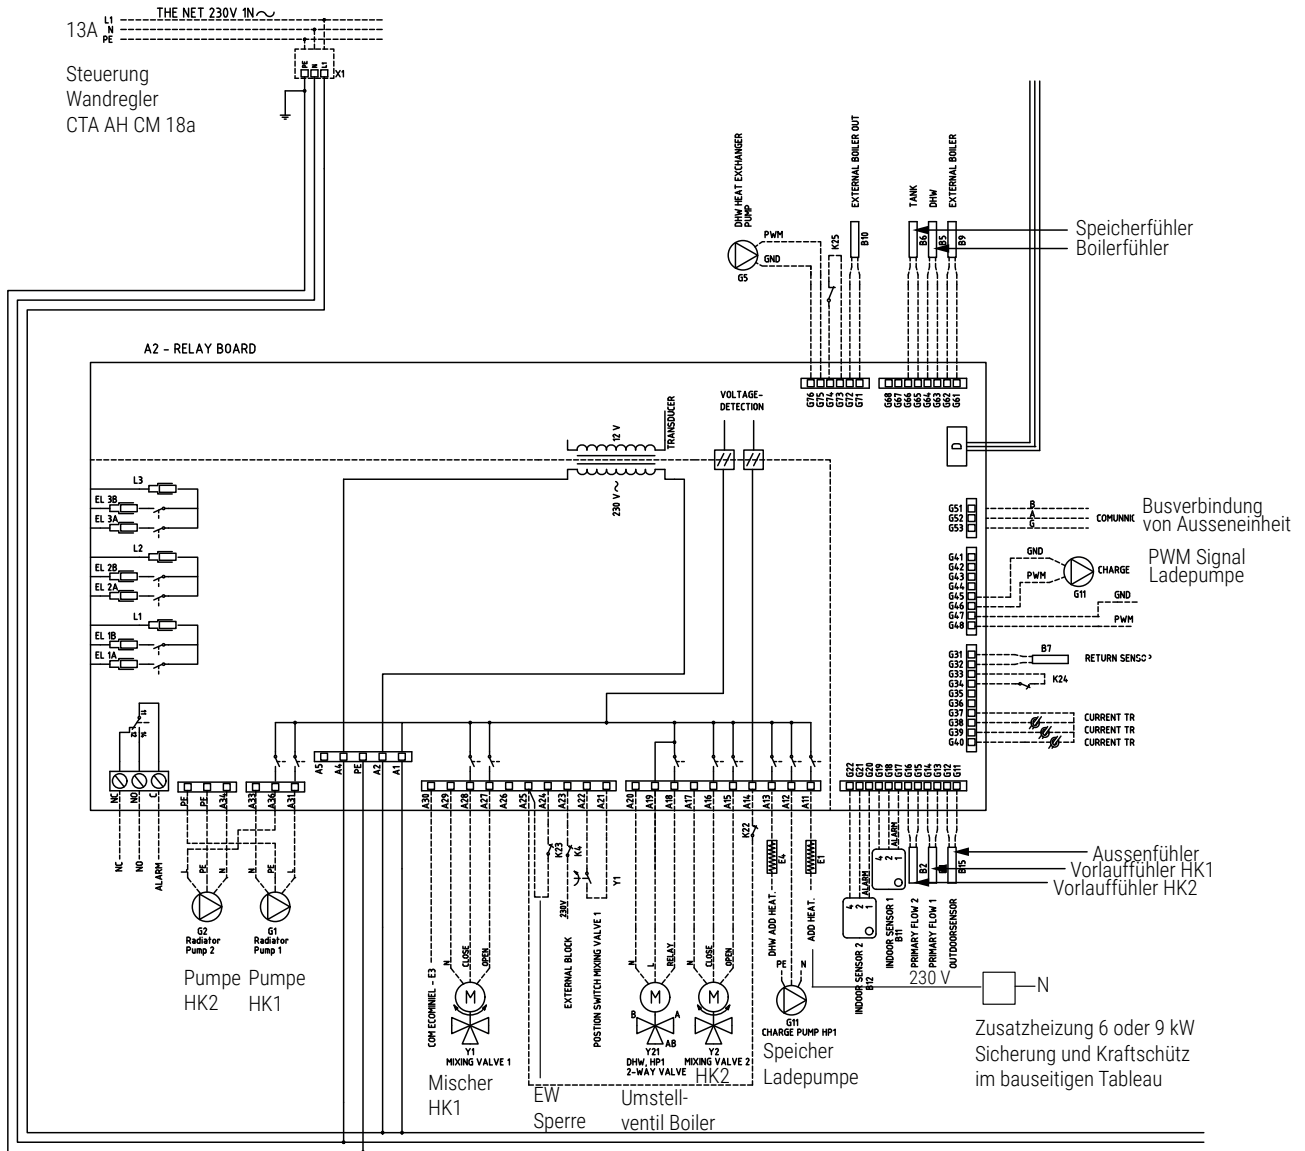 THE NET 230V 1N~
13A
L1
N
PE
PE
N
L1
X1
Steuerung
Wandregler
CTA AH CM 18a
DHW HEAT EXCHANGER
PUMP
PWM
GND
G5
K25
EXTERNAL BOILER OUT
B10
TANK
DHW
EXTERNAL BOILER
B6
B5
B9
Speicherfühler
Boilerfühler
A2 - RELAY BOARD
G76
G75
G74
G73
G72
G71
G68
G67
G66
G65
G64
G63
G62
G61
VOLTAGE-
DETECTION
TRANSDUCER
12 V
230 V~
D
L3
EL 3B
EL 3A
L2
EL 2B
EL 2A
L1
EL 1B
EL 1A
G51
G52
G53
B
A
G
COMUNNIC
Busverbindung
von Ausseneinheit
G41
G42
G43
G44
G45
G46
G47
G48
GND
PWM
CHARGE
G11
PWM Signal
Ladepumpe
GND
PWM
G31
G32
G33
G34
G35
G36
G37
G38
G39
G40
B7
RETURN SENSO
K24
CURRENT TR
CURRENT TR
CURRENT TR
11
12
14
NC
NO
C
PE
PE
A34
A33
A36
A31
A5
A4
PE
A2
A1
A30
A29
A28
A27
A26
A25
A24
A23
A22
A21
A20
A19
A18
A17
A16
A15
A14
A13
A12
A11
G22
G21
G20
G19
G18
G17
G16
G15
G14
G13
G12
G11
NC
NO
ALARM
L
PE
N
N
PE
L
G2
Radiator
Pump 2
G1
Radiator
Pump 1
Pumpe
HK2
Pumpe
HK1
COM ECOMINIEL - E3
N
CLOSE
OPEN
M
Y1
MIXING VALVE 1
Mischer
HK1
K23
K4
230V
EXTERNAL BLOCK
Y1
POSTION SWITCH MIXING VALVE 1
EW
Sperre
N
L
RELAY
M
B
A
AB
Y21
DHW, HP1
2-WAY VALVE
Umstell-
ventil Boiler
N
CLOSE
OPEN
M
Y2
MIXING VALVE 2
HK2
K22
E4
DHW ADD HEAT.
PE
L
N
G11
CHARGE PUMP HP1
Speicher
Ladepumpe
E1
ADD HEAT.
ALARM
4
2
1
INDOOR SENSOR 2
B12
ALARM
4
2
1
INDOOR SENSOR 1
B11
B2
B15
PRIMARY FLOW 2
PRIMARY FLOW 1
OUTDOORSENSOR
Aussenfühler
Vorlauffühler HK1
Vorlauffühler HK2
230 V
N
Zusatzheizung 6 oder 9 kW
Sicherung und Kraftschütz
im bauseitigen Tableau